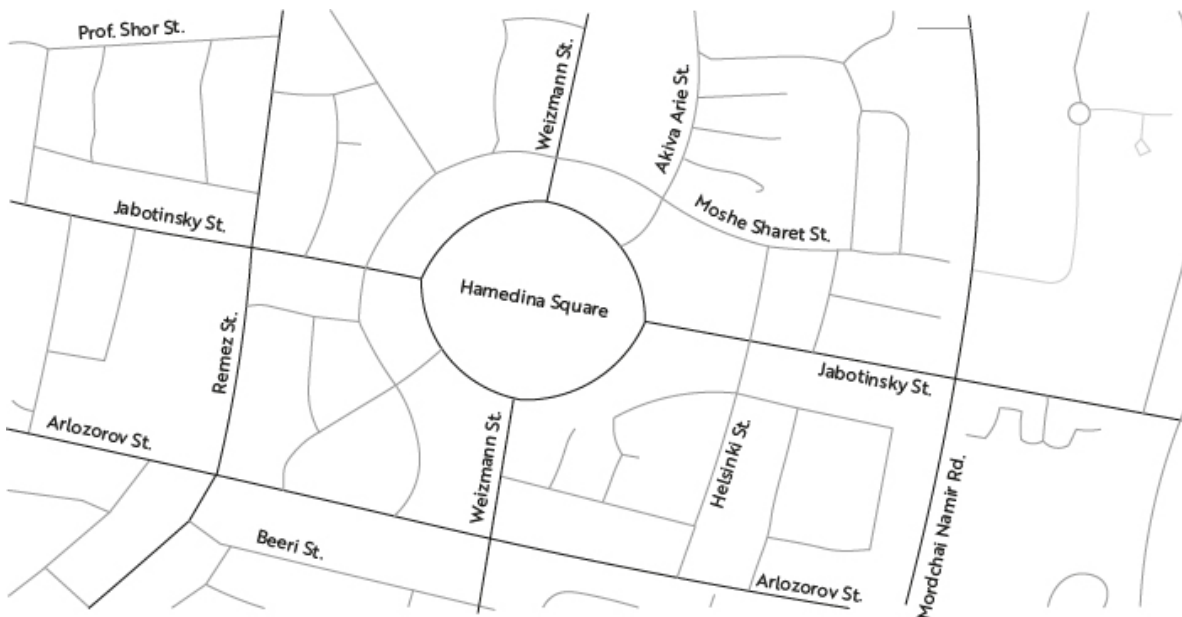 Prof. Shor St.
Weizmann St.
Akiva Arie St.
Jabotinsky St.
Moshe Sharet St.
Hamedina Square
Remez St.
Jabotinsky St.
Arlozorov St.
Weizmann St.
Helsinki St.
Mordchai Namir Rd.
Beeri St.
Arlozorov St.